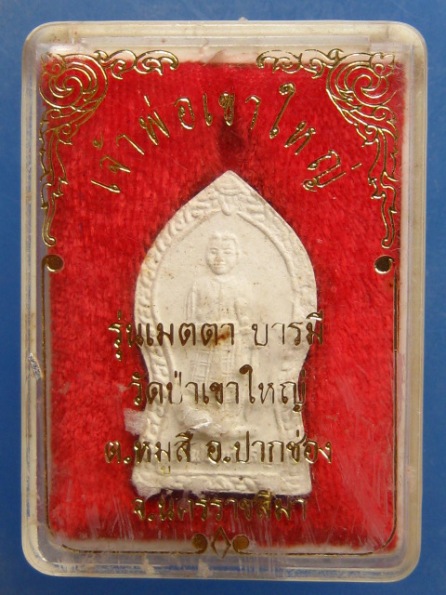 เจ้าพ่อเขาใหญ่
รุ่นเมตตา บารมี
วัดป่าเขาใหญ่
ต.หมูสี อ.ปากช่อง
จ.นครราชสีมา